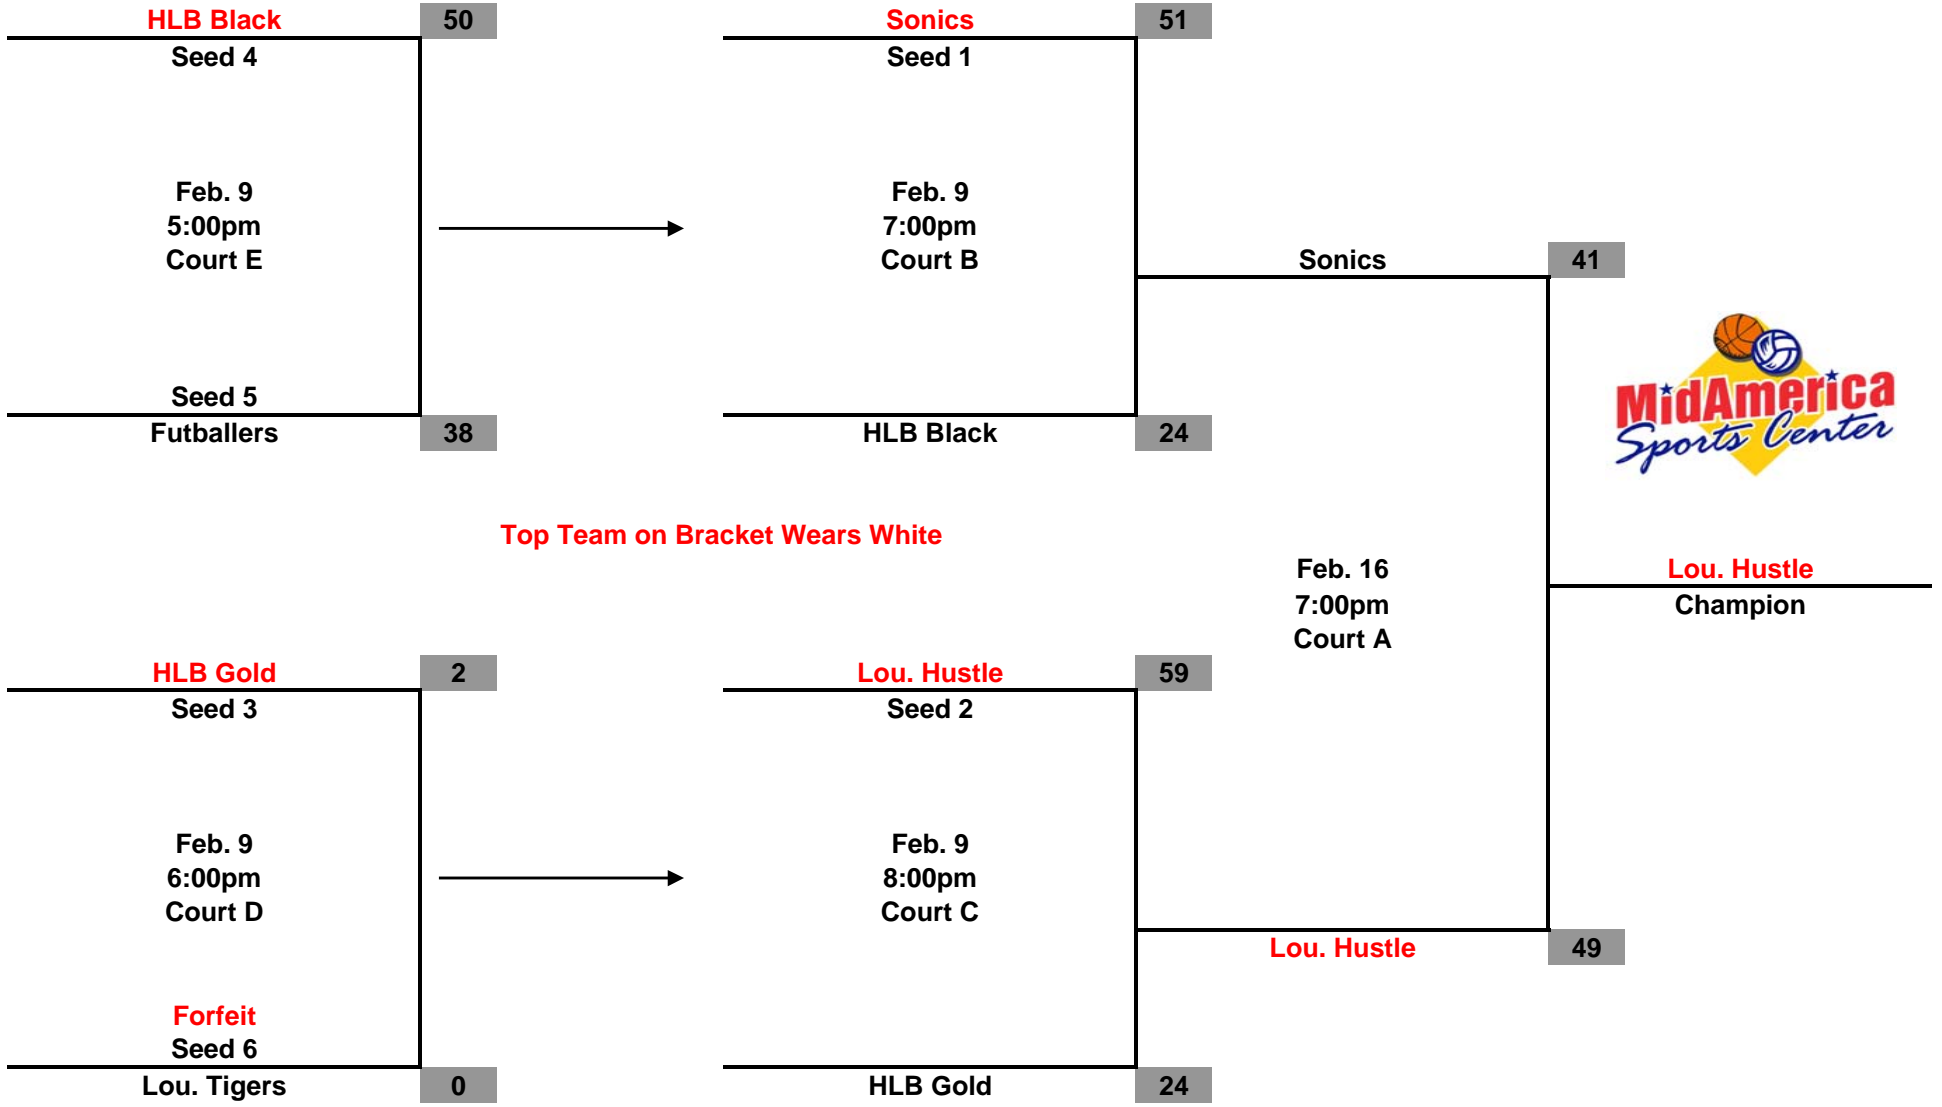 HLB Black 50
Seed 4
Feb. 9
5:00pm
Court E
Seed 5
Futballers 38
Sonics 51
Seed 1
Feb. 9
7:00pm
Court B
HLB Black 24
Top Team on Bracket Wears White
HLB Gold 2
Seed 3
Feb. 9
6:00pm
Court D
Forfeit
Seed 6
Lou. Tigers 0
Lou. Hustle 59
Seed 2
Feb. 9
8:00pm
Court C
HLB Gold 24
Sonics 41
Feb. 16
7:00pm
Court A
Lou. Hustle 49
MidAmerica
Sports Center
Lou. Hustle
Champion